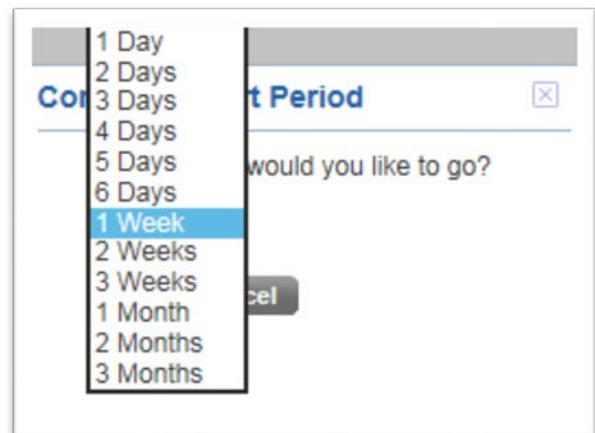 1 Day
2 Days
Cor
3 Days
t Period
4 Days
5 Days
would you like to go?
6 Days
1 Week
2 Weeks
3 Weeks
cel
1 Month
2 Months
3 Months